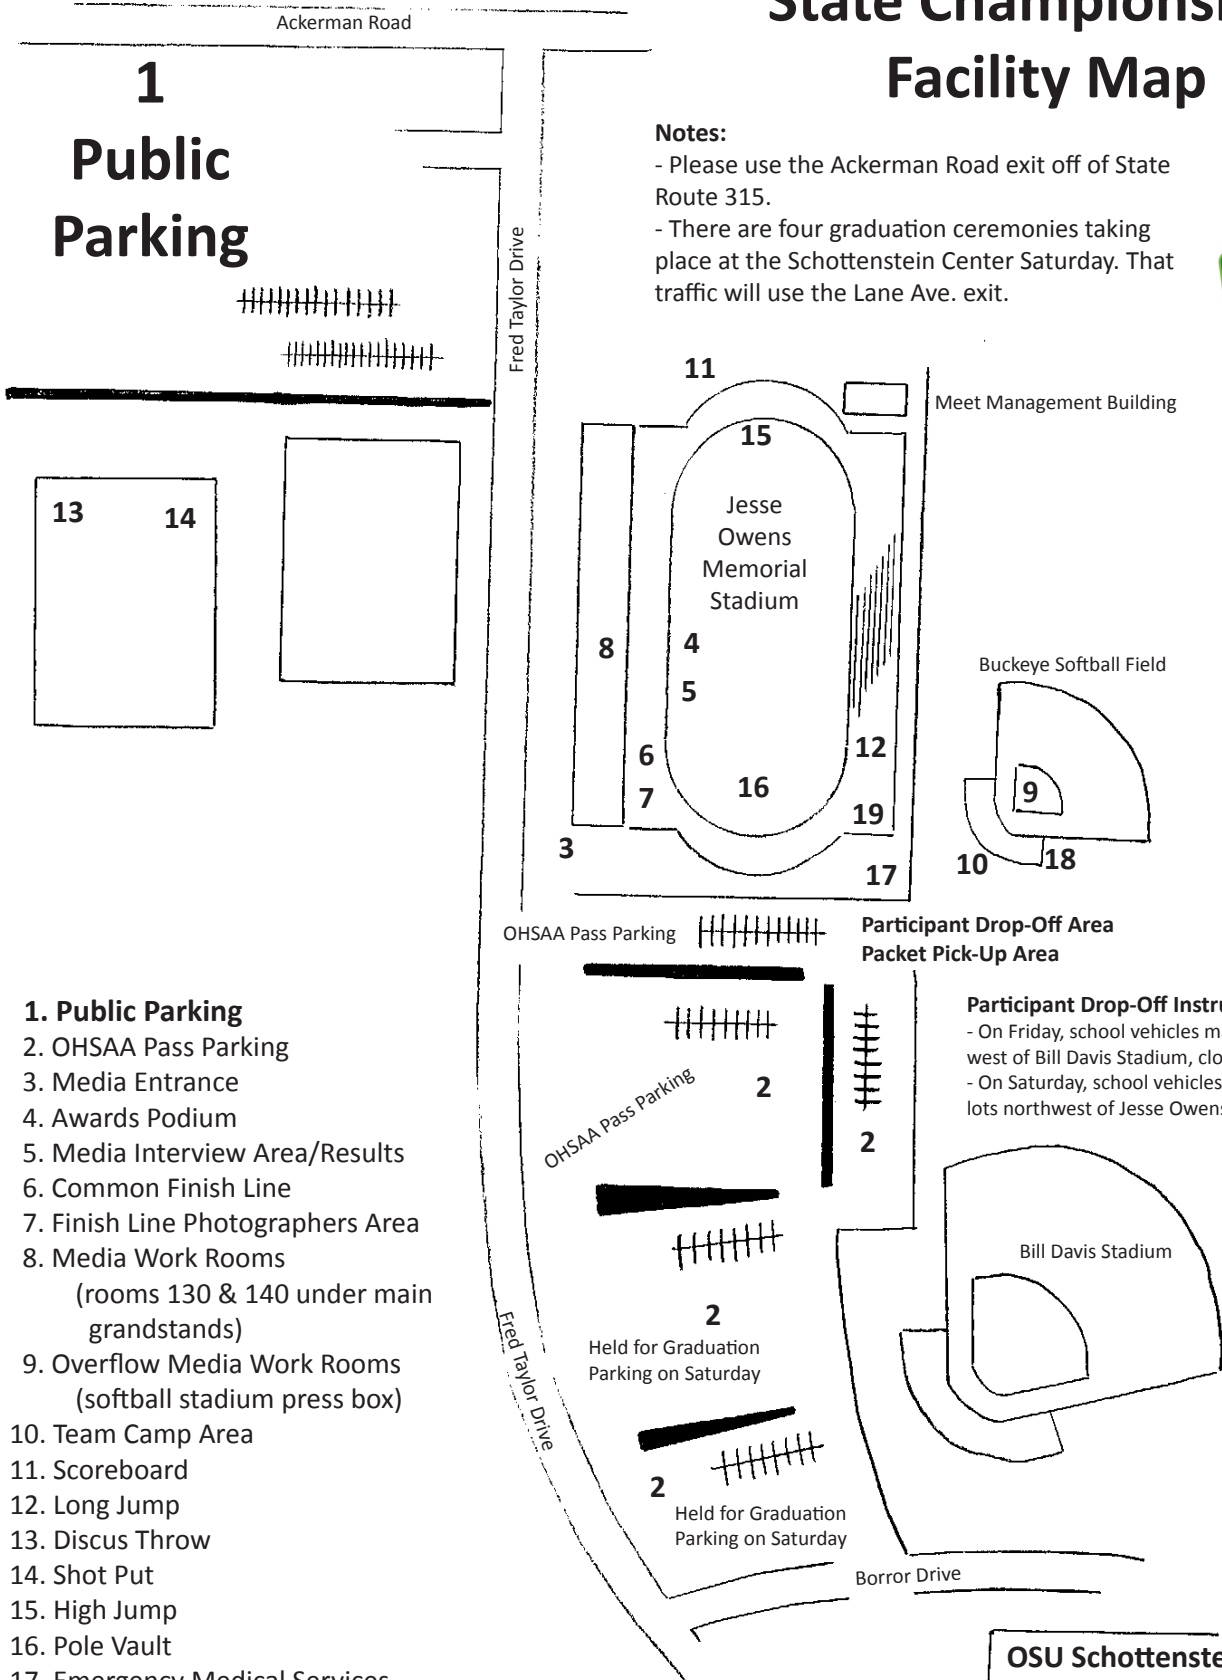 Ackerman Road
Facility Map
1
Public
Parking
Notes:
- Please use the Ackerman Road exit off of State
Route 315.
- There are four graduation ceremonies taking
place at the Schottenstein Center Saturday. That
traffic will use the Lane Ave. exit.
Fred Taylor Drive
11
Meet Management Building
15
13
14
Jesse
Owens
Memorial
Stadium
8
4
5
Buckeye Softball Field
6
12
7
16
9
19
3
10
18
17
OHSAA Pass Parking
Participant Drop-Off Area
Packet Pick-Up Area
Participant Drop-Off
- On Friday, school vehicles
west of Bill Davis Stadium,
- On Saturday, school vehicles
lots northwest of Jesse Owens
OHSAA Pass Parking
2
2
Bill Davis Stadium
2
Held for Graduation
Parking on Saturday
Fred Taylor Drive
2
Held for Graduation
Parking on Saturday
Borror Drive
OSU
1. Public Parking
2. OHSAA Pass Parking
3. Media Entrance
4. Awards Podium
5. Media Interview Area/Results
6. Common Finish Line
7. Finish Line Photographers Area
8. Media Work Rooms
(rooms 130 & 140 under main
grandstands)
9. Overflow Media Work Rooms
(softball stadium press box)
10. Team Camp Area
11. Scoreboard
12. Long Jump
13. Discus Throw
14. Shot Put
15. High Jump
16. Pole Vault
17. Emergency Medical Services